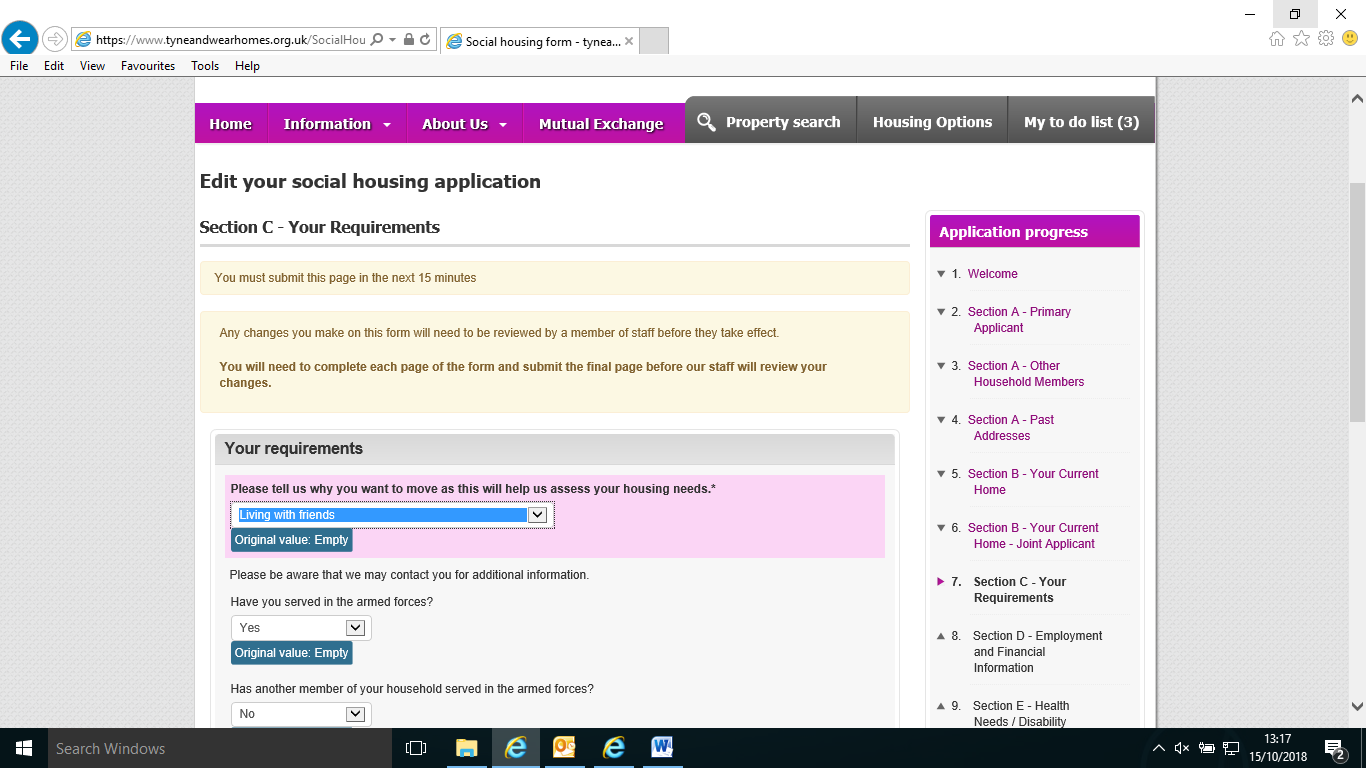 https://www.tyneandwearhomes.org.uk/SocialHou
Social housing form - tynea...
File Edit View Favourites Tools Help
Home Information About Us Mutual Exchange Property search Housing Options My to do list (3)
Edit your social housing application
Section C - Your Requirements
You must submit this page in the next 15 minutes
Any changes you make on this form will need to be reviewed by a member of staff before they take effect.
You will need to complete each page of the form and submit the final page before our staff will review your
changes.
Your requirements
Please tell us why you want to move as this will help us assess your housing needs.*
Living with friends
Original value: Empty
Please be aware that we may contact you for additional information.
Have you served in the armed forces?
Yes
Original value: Empty
Has another member of your household served in the armed forces?
No
Application progress
1. Welcome
2. Section A - Primary
Applicant
3. Section A - Other
Household Members
4. Section A - Past
Addresses
5. Section B - Your Current
Home
6. Section B - Your Current
Home - Joint Applicant
7. Section C - Your
Requirements
8. Section D - Employment
and Financial
Information
9. Section E - Health
Needs / Disability
Search Windows
13:17
15/10/2018
2